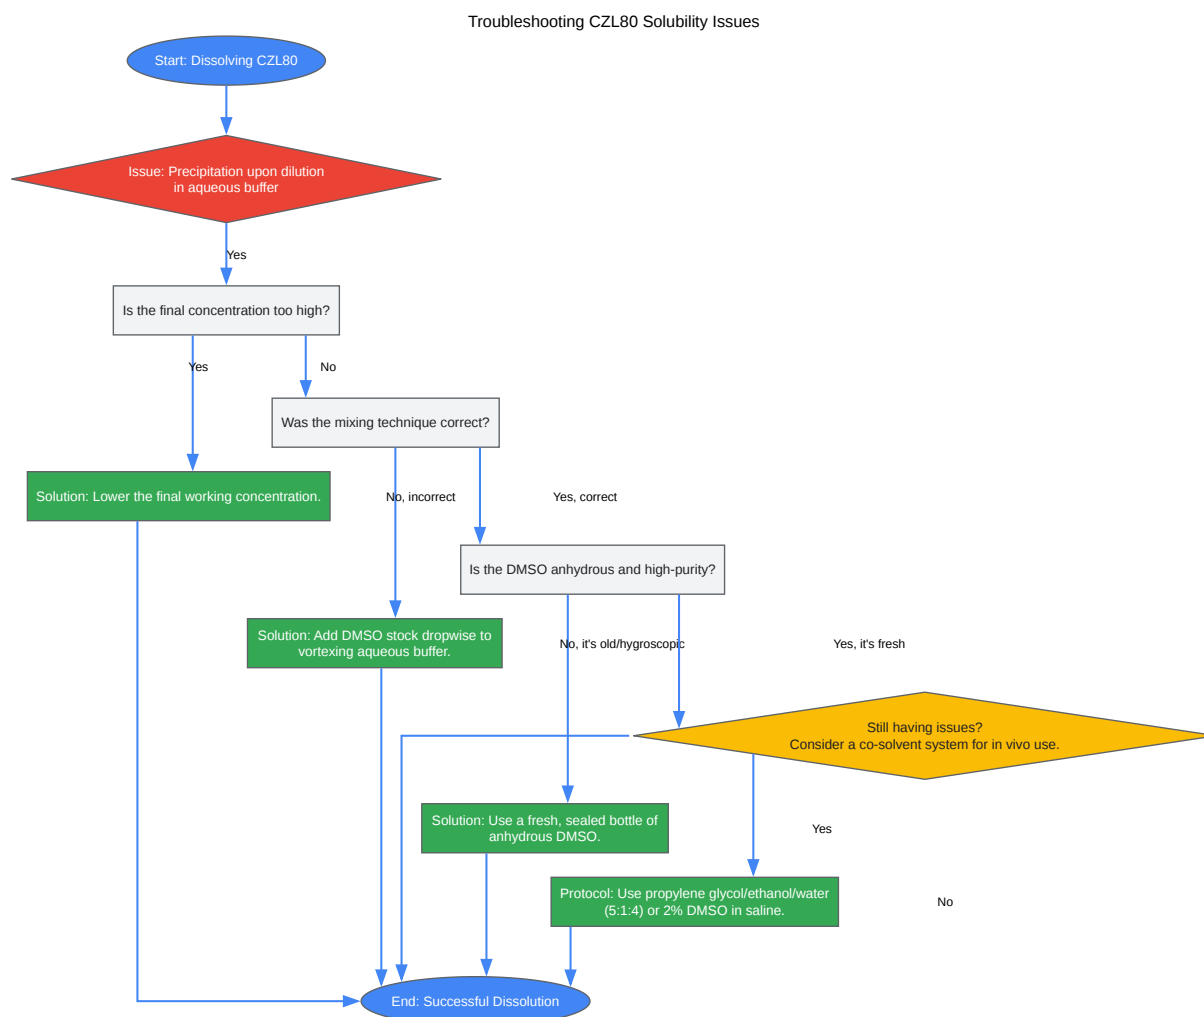 Troubleshooting CZL80 Solubility Issues
Start: Dissolving CZL80
Issue: Precipitation upon dilution
in aqueous buffer
Yes
Is the final concentration too high?
Yes
No
Was the mixing technique correct?
Solution: Lower the final working concentration.
No, incorrect
Yes, correct
Is the DMSO anhydrous and high-purity?
Solution: Add DMSO stock dropwise to
vortexing aqueous buffer.
No, it's old/hygroscopic
Yes, it's fresh
Still having issues?
Consider a co-solvent system for in vivo use.
Solution: Use a fresh, sealed bottle of
anhydrous DMSO.
Yes
Protocol: Use propylene glycol/ethanol/water
(5:1:4) or 2% DMSO in saline.
No
End: Successful Dissolution